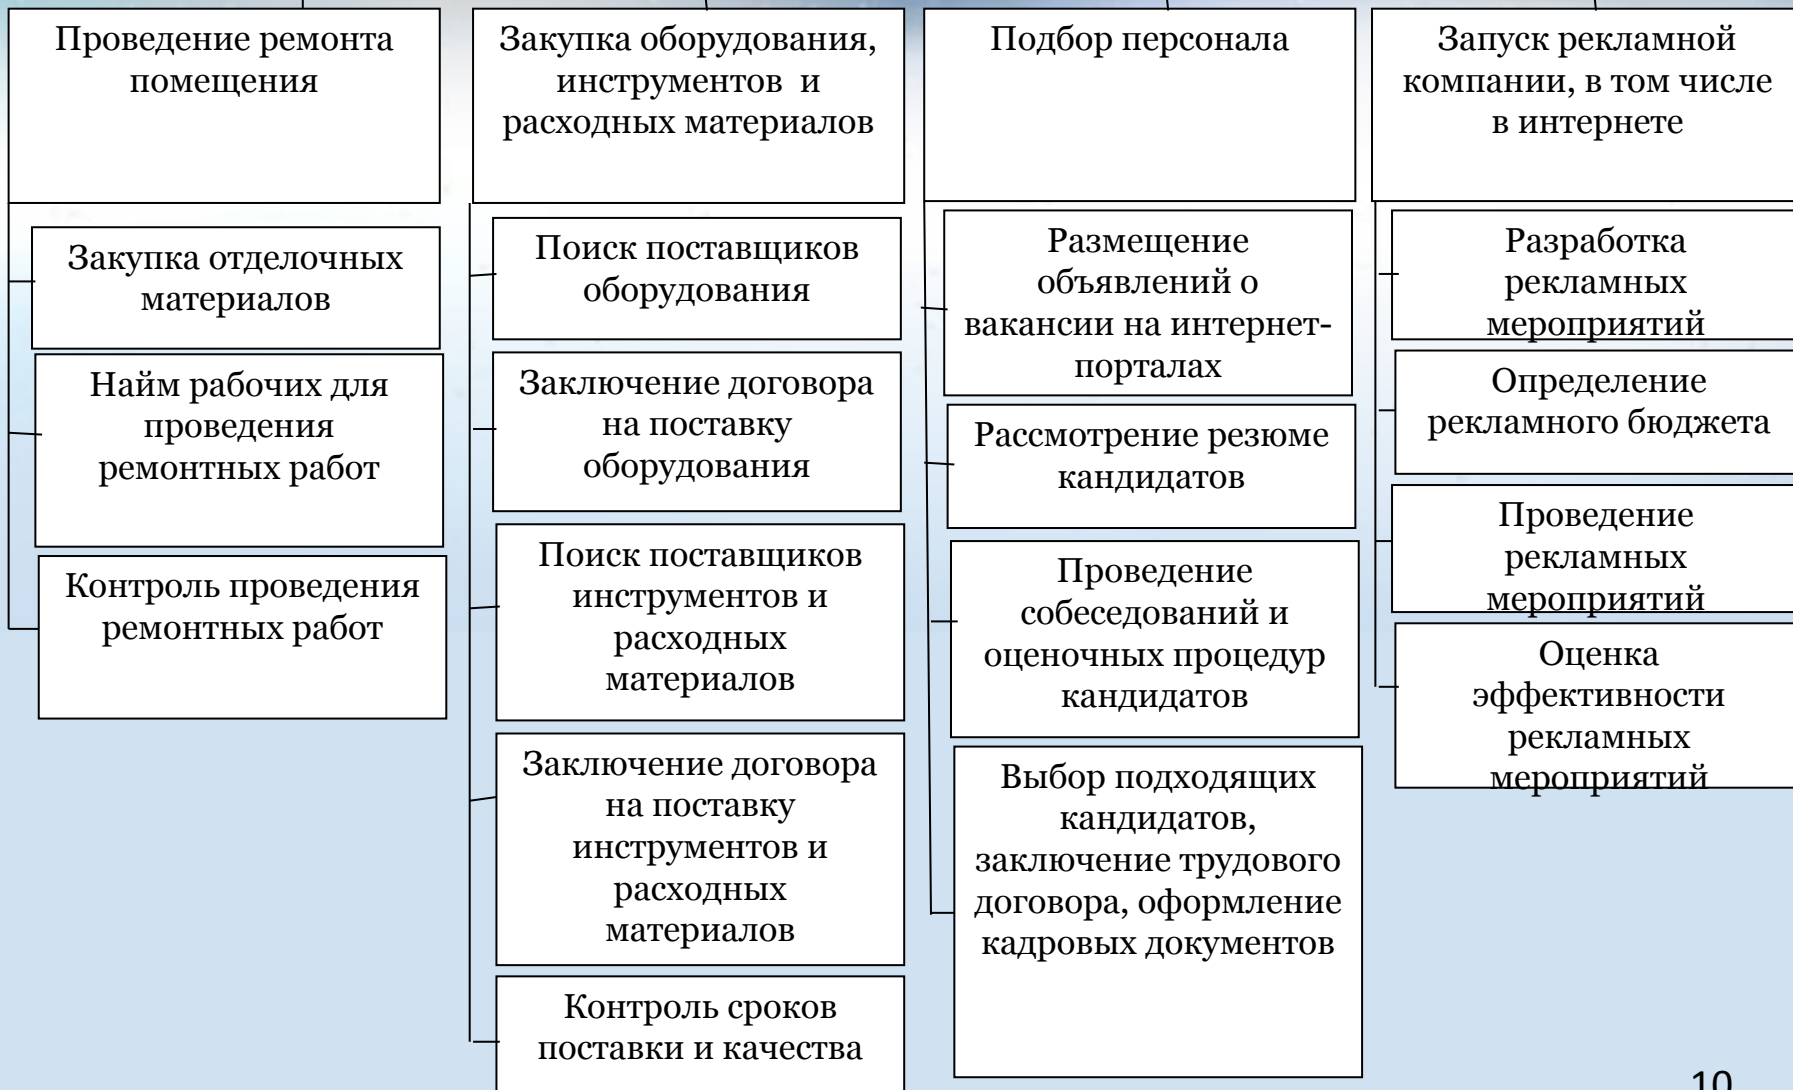 Проведение ремонта
помещения
Закупка отделочных
материалов
Найм рабочих для
проведения
ремонтных работ
Контроль проведения
ремонтных работ
Закупка оборудования,
инструментов и
расходных материалов
Поиск поставщиков
оборудования
Заключение договора
на поставку
оборудования
Поиск поставщиков
инструментов и
расходных
материалов
Заключение договора
на поставку
инструментов и
расходных
материалов
Контроль сроков
поставки и качества
Подбор персонала
Размещение
объявлений о
вакансии на интернет-
порталах
Рассмотрение резюме
кандидатов
Проведение
собеседований и
оценочных процедур
кандидатов
Выбор подходящих
кандидатов,
заключение трудового
договора, оформление
кадровых документов
Запуск рекламной
компании, в том числе
в интернете
Разработка
рекламных
мероприятий
Определение
рекламного бюджета
Проведение
рекламных
мероприятий
Оценка
эффективности
рекламных
мероприятий
10